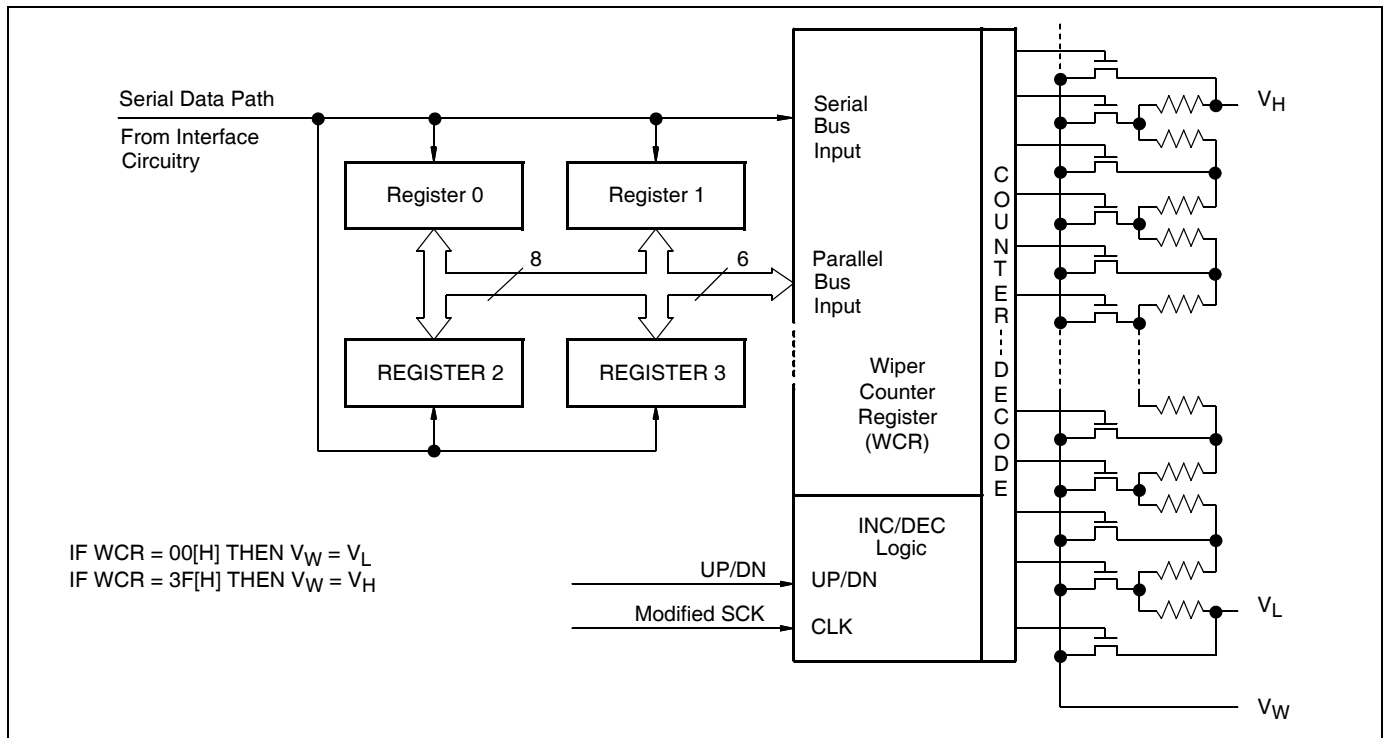 Serial Data Path
From Interface
Circuitry
Register 0
Register 1
8
6
REGISTER 2
REGISTER 3
Serial
Bus
Input
Parallel
Bus
Input
Wiper
Counter
Register
(WCR)
INC/DEC
Logic
UP/DN
UP/DN
Modified SCK
CLK
COUNTER
DECODE
VH
VL
VW
IF WCR = 00[H] THEN VW = VL
IF WCR = 3F[H] THEN VW = VH